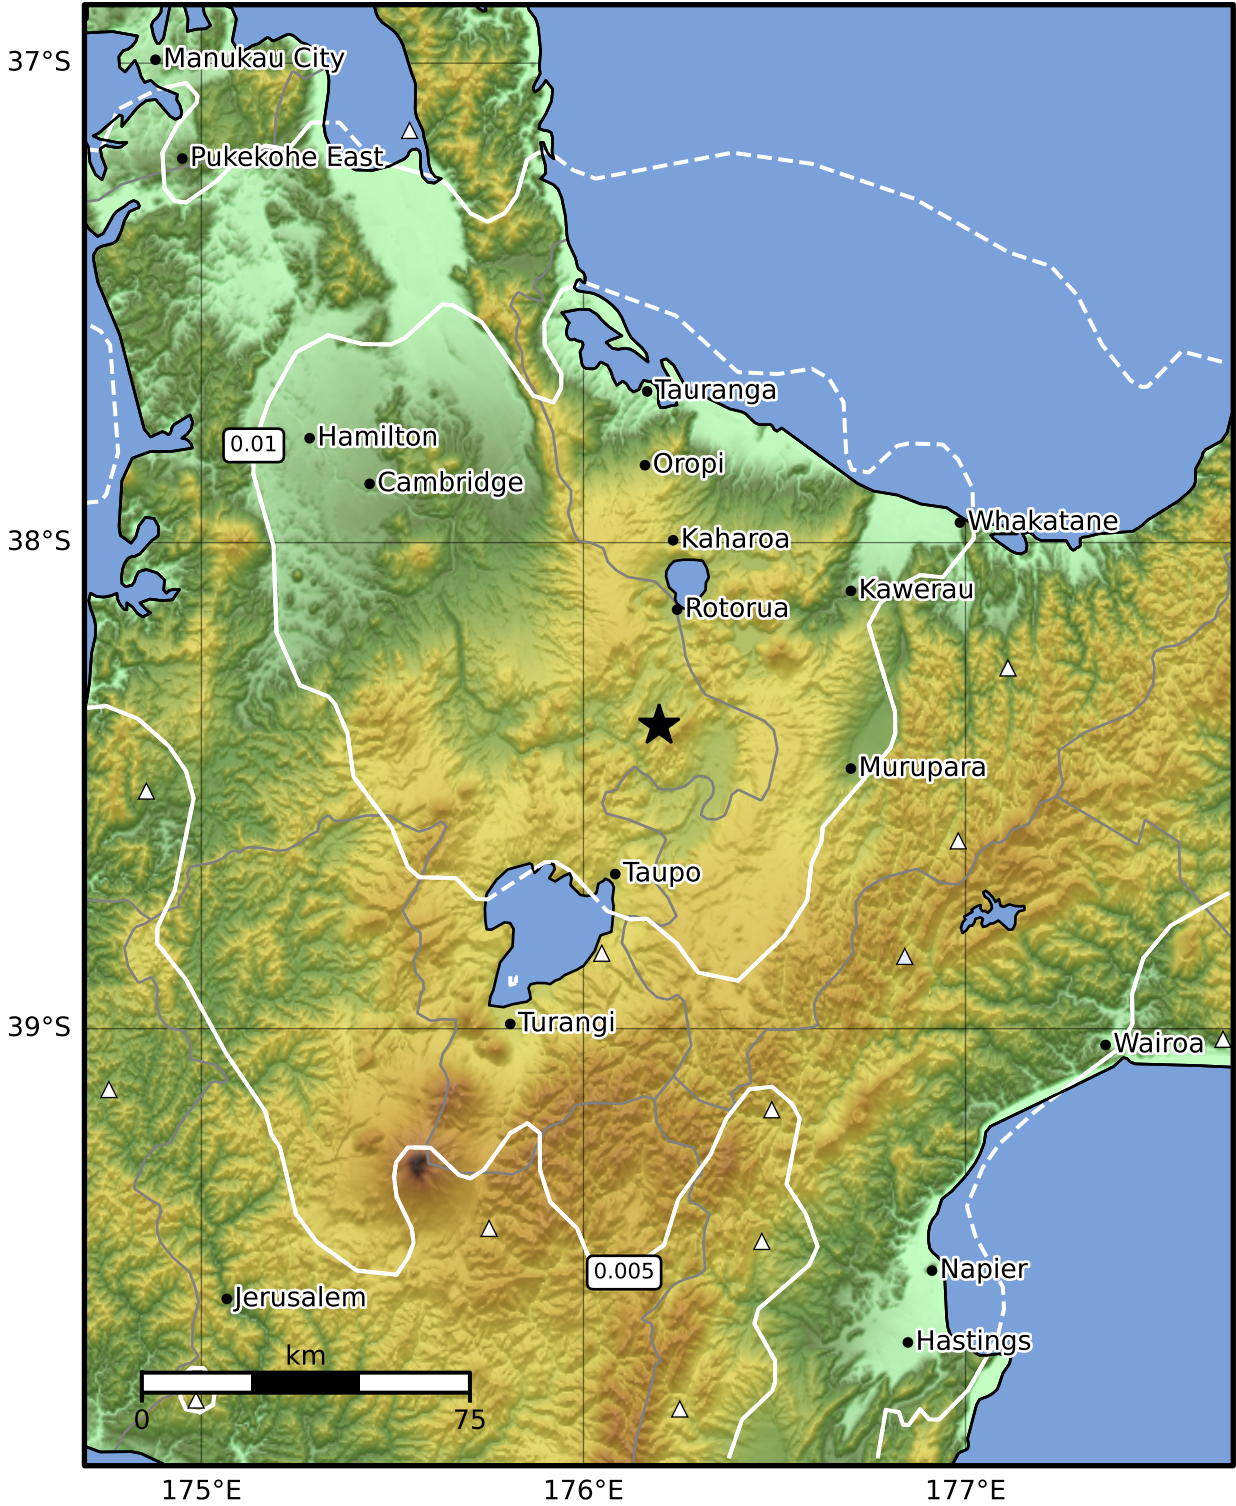 37°S
Manukau City
Pukekohe East
Tauranga
0.01
Hamilton
Oropi
Cambridge
Whakatane
38°S
Kaharoa
Kawerau
Rotorua
Murupara
Taupo
Turangi
39°S
Wairoa
0.005
Napier
Jerusalem
Hastings
km
0 75
175°E 176°E 177°E